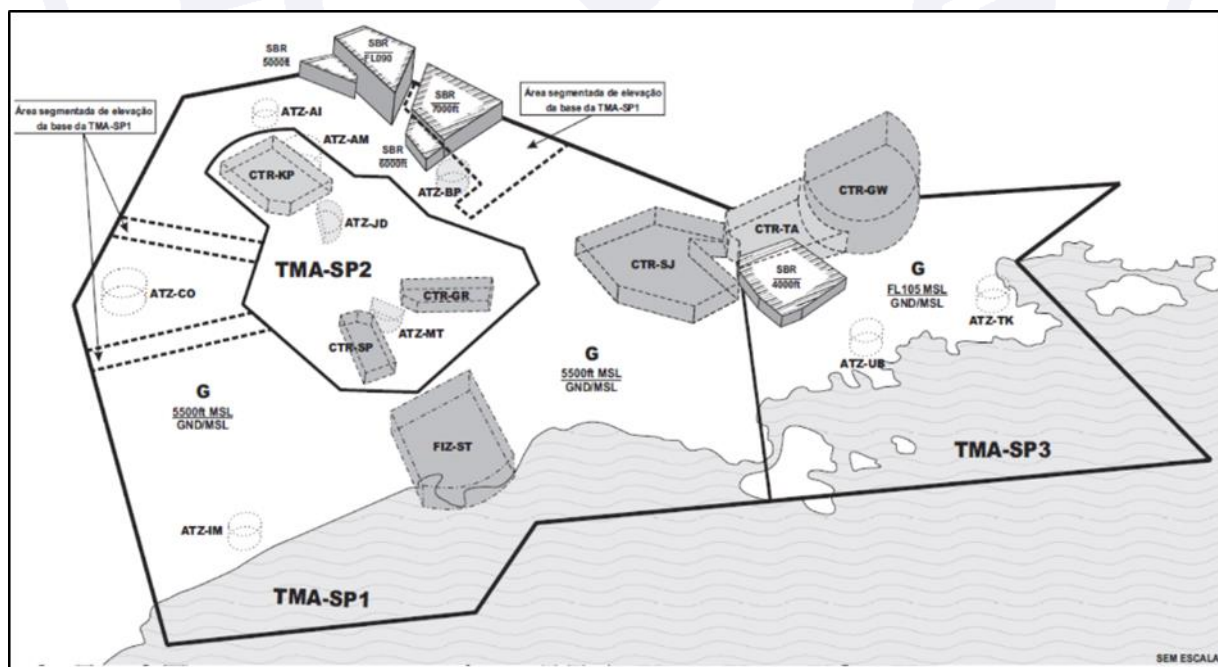 SBR
5000ft
SBR
FL090
SBR
7000ft
SBR
6000ft
Área segmentada de elevação
da base da TMA-SP1
Área segmentada de elevação
da base da TMA-SP1
ATZ-AI
ATZ-AM
CTR-KP
ATZ-BP
ATZ-JD
CTR-GW
CTR-TA
TMA-SP2
CTR-SJ
SBR
4000ft
G
FL105 MSL
GND/MSL
ATZ-CO
CTR-GR
ATZ-TK
ATZ-MT
CTR-SP
ATZ-UB
G
5500ft MSL
GND/MSL
G
5500ft MSL
GND/MSL
FIZ-ST
TMA-SP3
ATZ-IM
TMA-SP1
SEM ESCALA